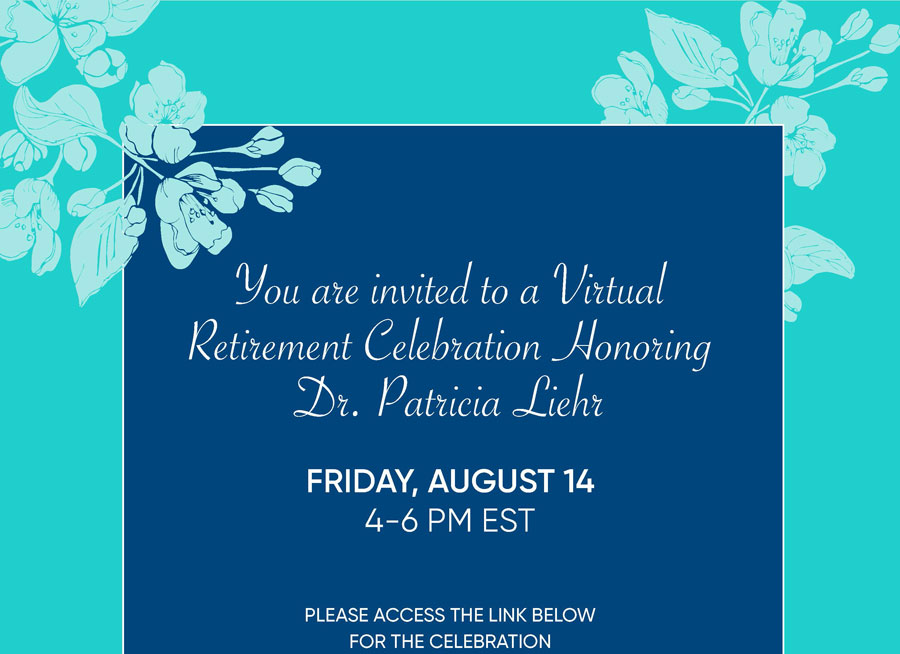 You are invited to a Virtual
Retirement Celebration Honoring
Dr. Patricia Liehr
FRIDAY, AUGUST 14
4-6 PM EST
PLEASE ACCESS THE LINK BELOW
FOR THE CELEBRATION